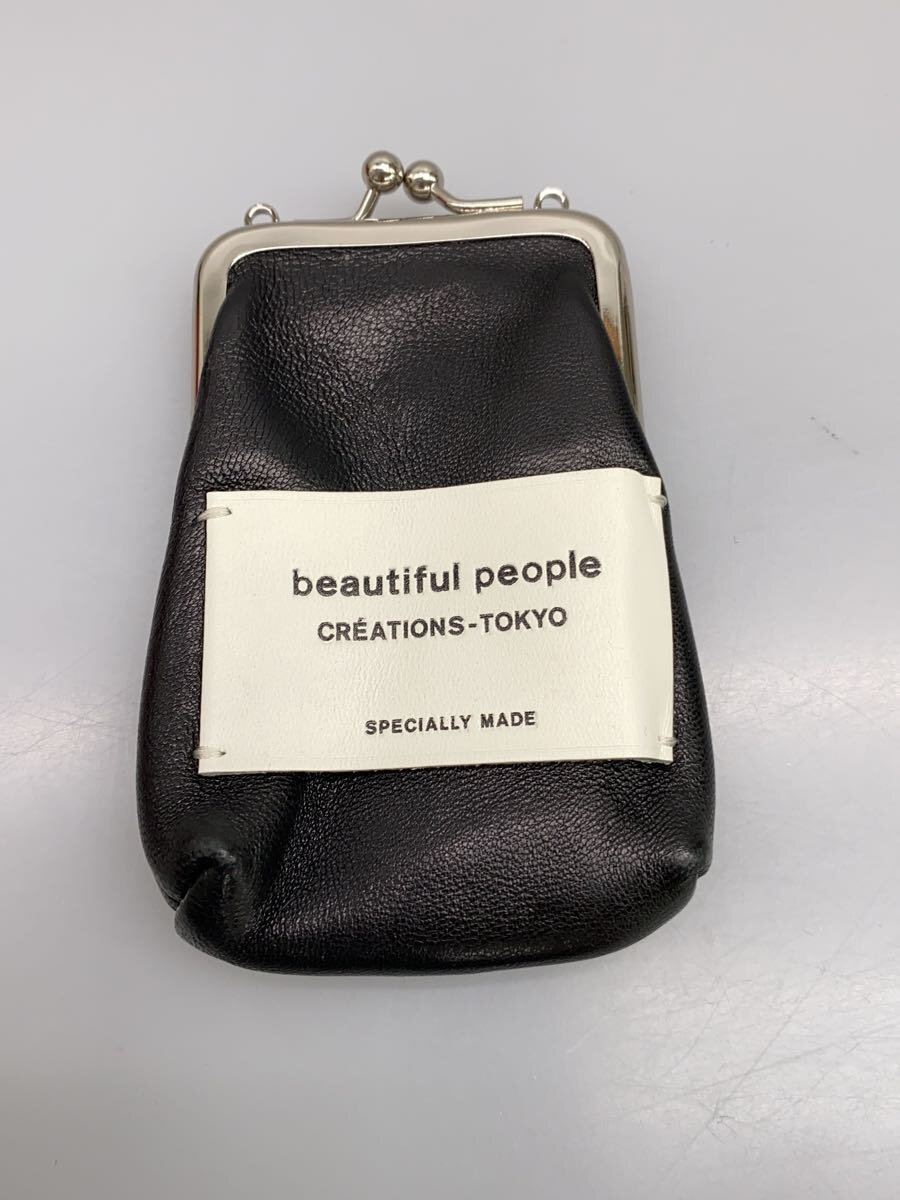 beautiful people
CRÉATIONS-TOKYO
SPECIALLY MADE